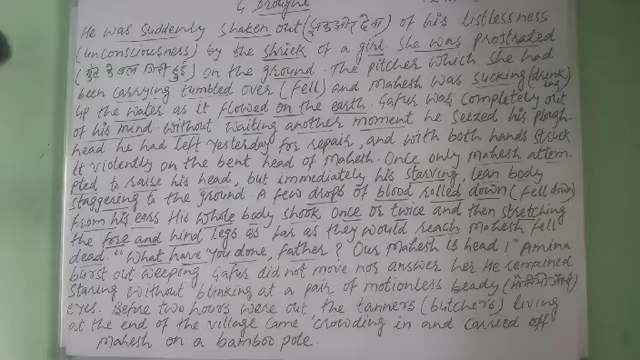 4 Drought
He was suddenly shaken out (दूर कर देना) of his listlessness
(unconsciousness) by the shrick of a girl. She was prostrated
(मुँह के बल गिरी हुई) on the ground. The pitcher which she had
been carrying tumbled over (fell) and Mahesh was sucking (drink
ing) up the water as it flowed on the earth. Gafur was completely out
of his mind. Without waiting another moment he seized his plough-
head he had left yesterday for repair, and with both hands struck
it violently on the bent head of Mahesh. Once only Mahesh attem-
pted to raise his head, but immediately his starving, lean body
staggering to the ground. A few drops of blood rolled down (fell down)
from his ears His whole body shook once or twice and then stretching
the fore and hind legs as far as they would reach Mahesh fell
dead. "What have you done, father? Our Mahesh is head !" Amina
burst out weeping Gafur did not move nor answer her He remained
staring without blinking at a pair of motionless beady
eyes. Before two hours were out the tanners (butchers) living
at the end of the village came crowding in and carried off
Mahesh on a bamboo pole.